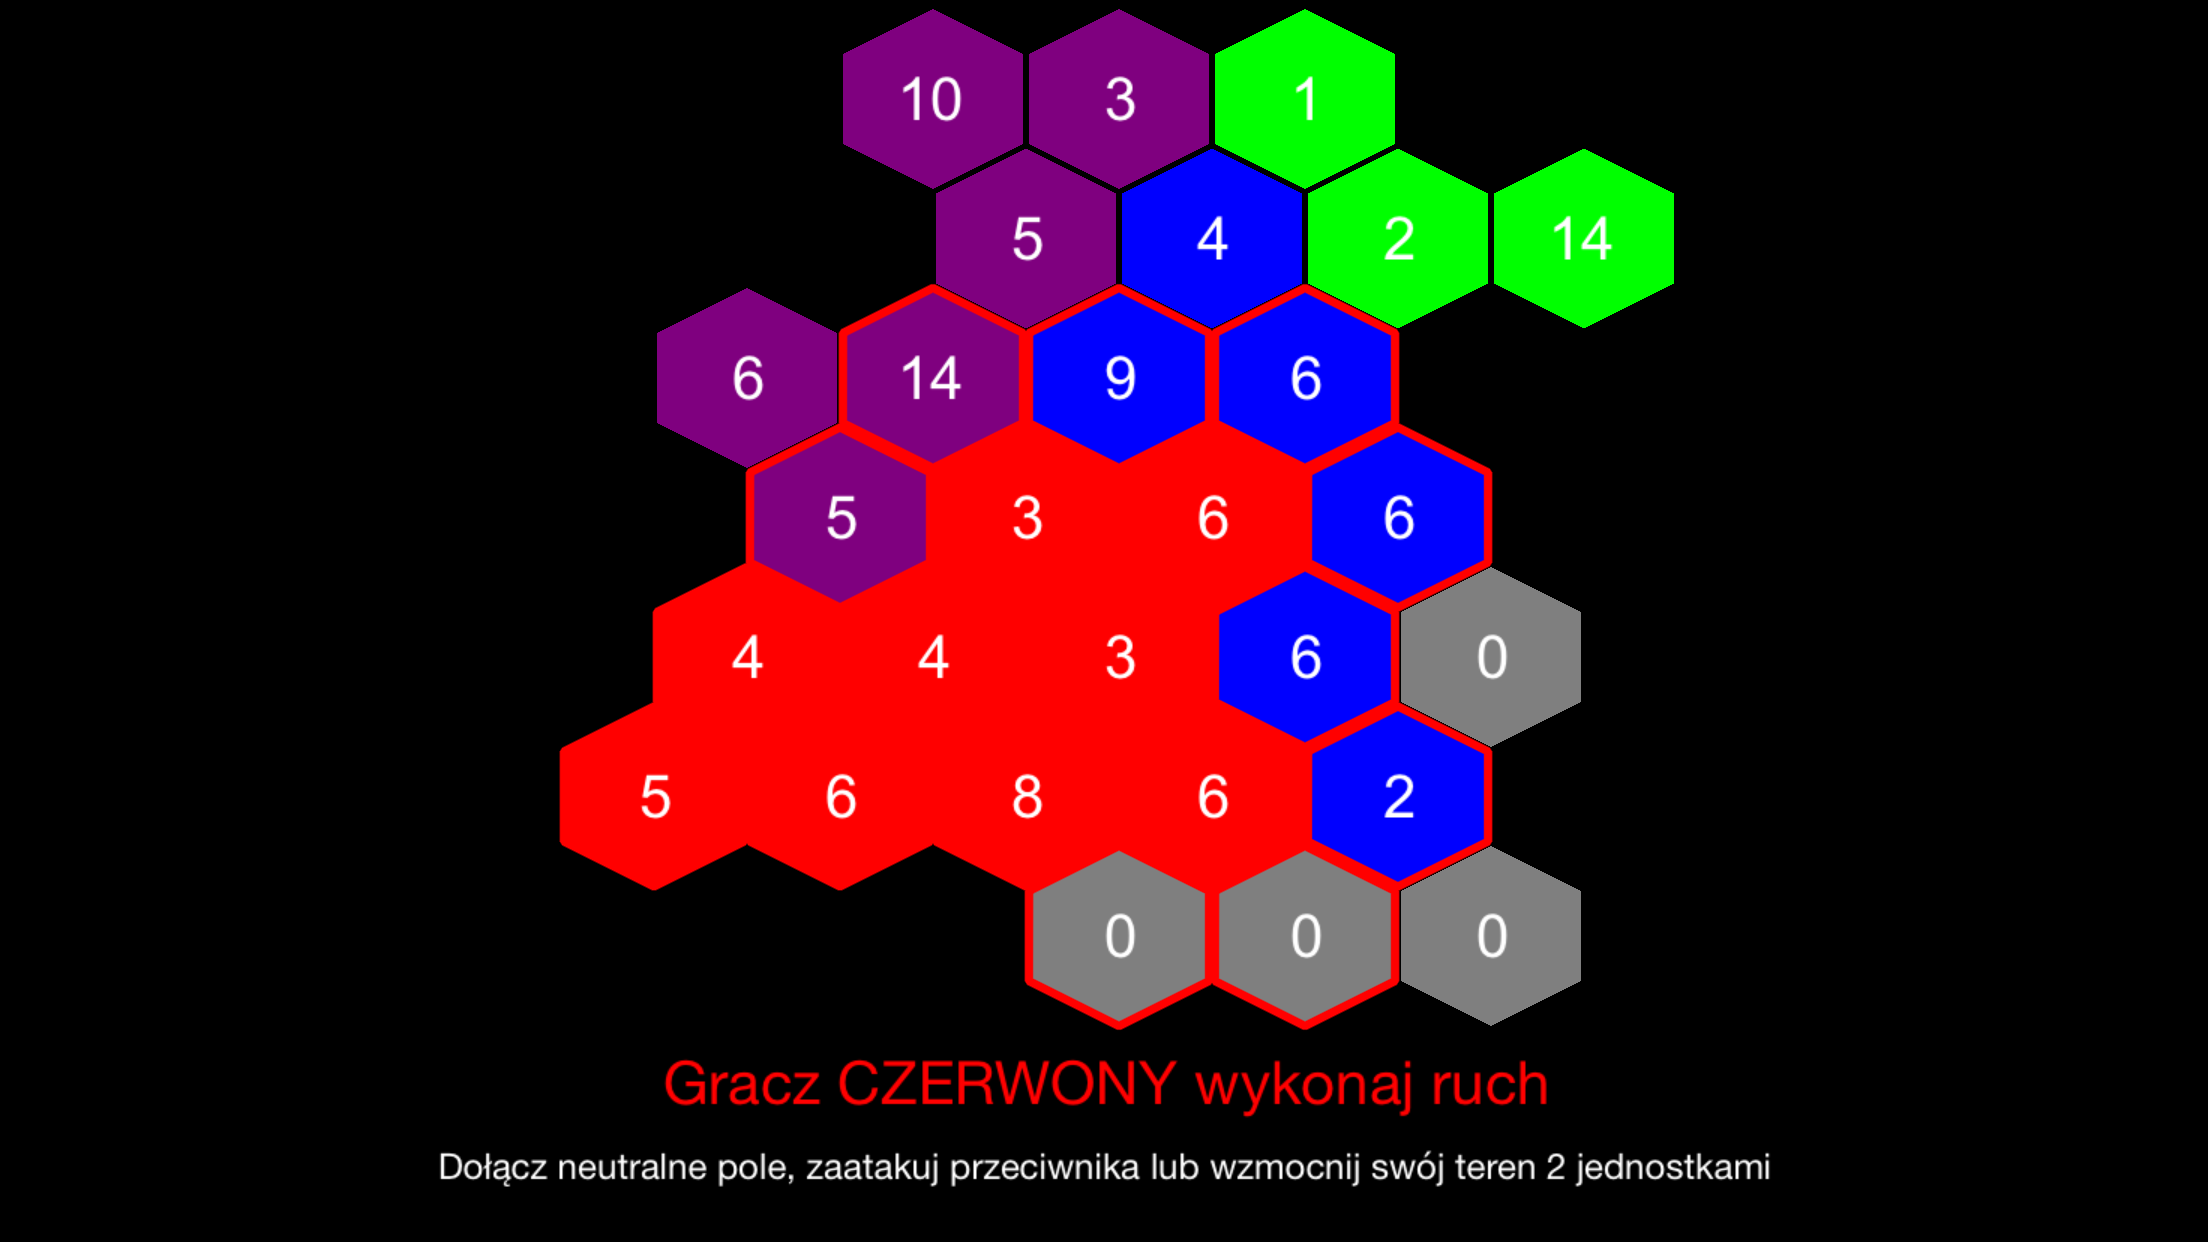 10 3 1
5 4 2 14
6 14 9 6
5 3 6 6
4 4 3 6 0
5 6 8 6 2
0 0 0
Gracz CZERWONY wykonaj ruch
Dołącz neutralne pole, zaatakuj przeciwnika lub wzmocnij swój teren 2 jednostkami